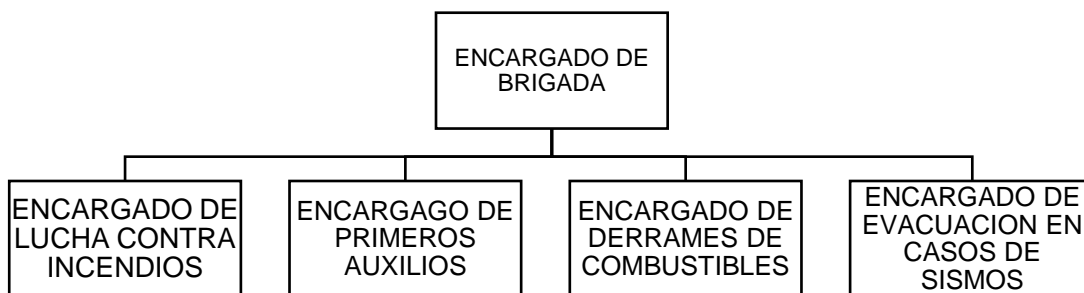 ENCARGADO DE
BRIGADA
ENCARGADO DE
LUCHA CONTRA
INCENDIOS
ENCARGAGO DE
PRIMEROS
AUXILIOS
ENCARGADO DE
DERRAMES DE
COMBUSTIBLES
ENCARGADO DE
EVACUACION EN
CASOS DE
SISMOS